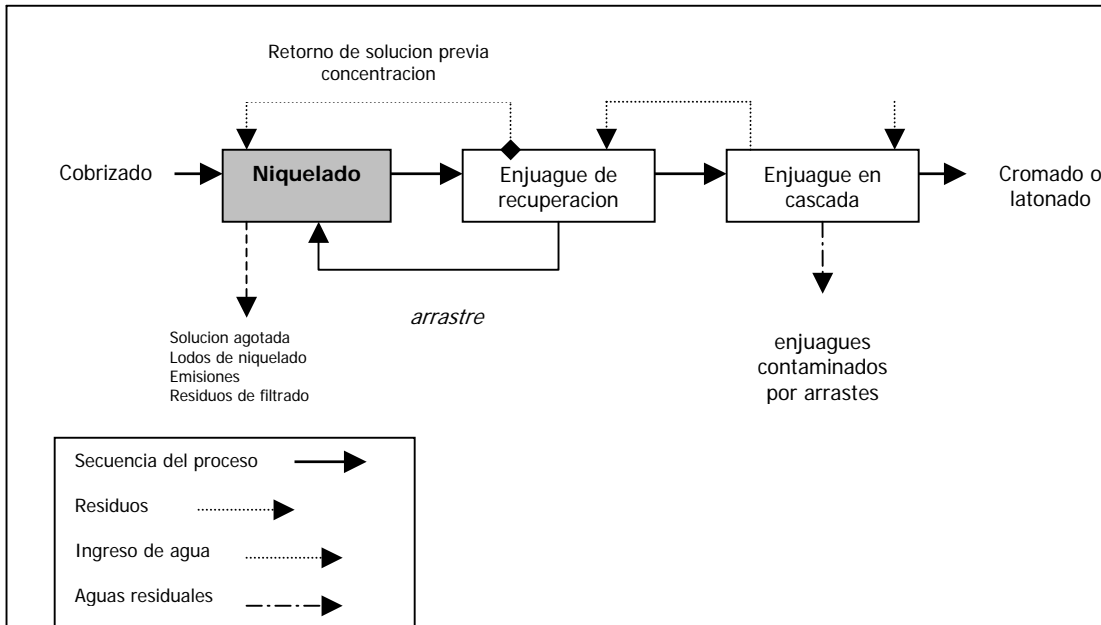 Retorno de solucion previa
concentracion
Cobrizado
Niquelado
Enjuague de
recuperacion
Enjuague en
cascada
Cromado o
latonado
arrastre
Solucion agotada
Lodos de niquelado
Emisiones
Residuos de filtrado
enjuagues
contaminados
por arrastes
Secuencia del proceso
Residuos
Ingreso de agua
Aguas residuales